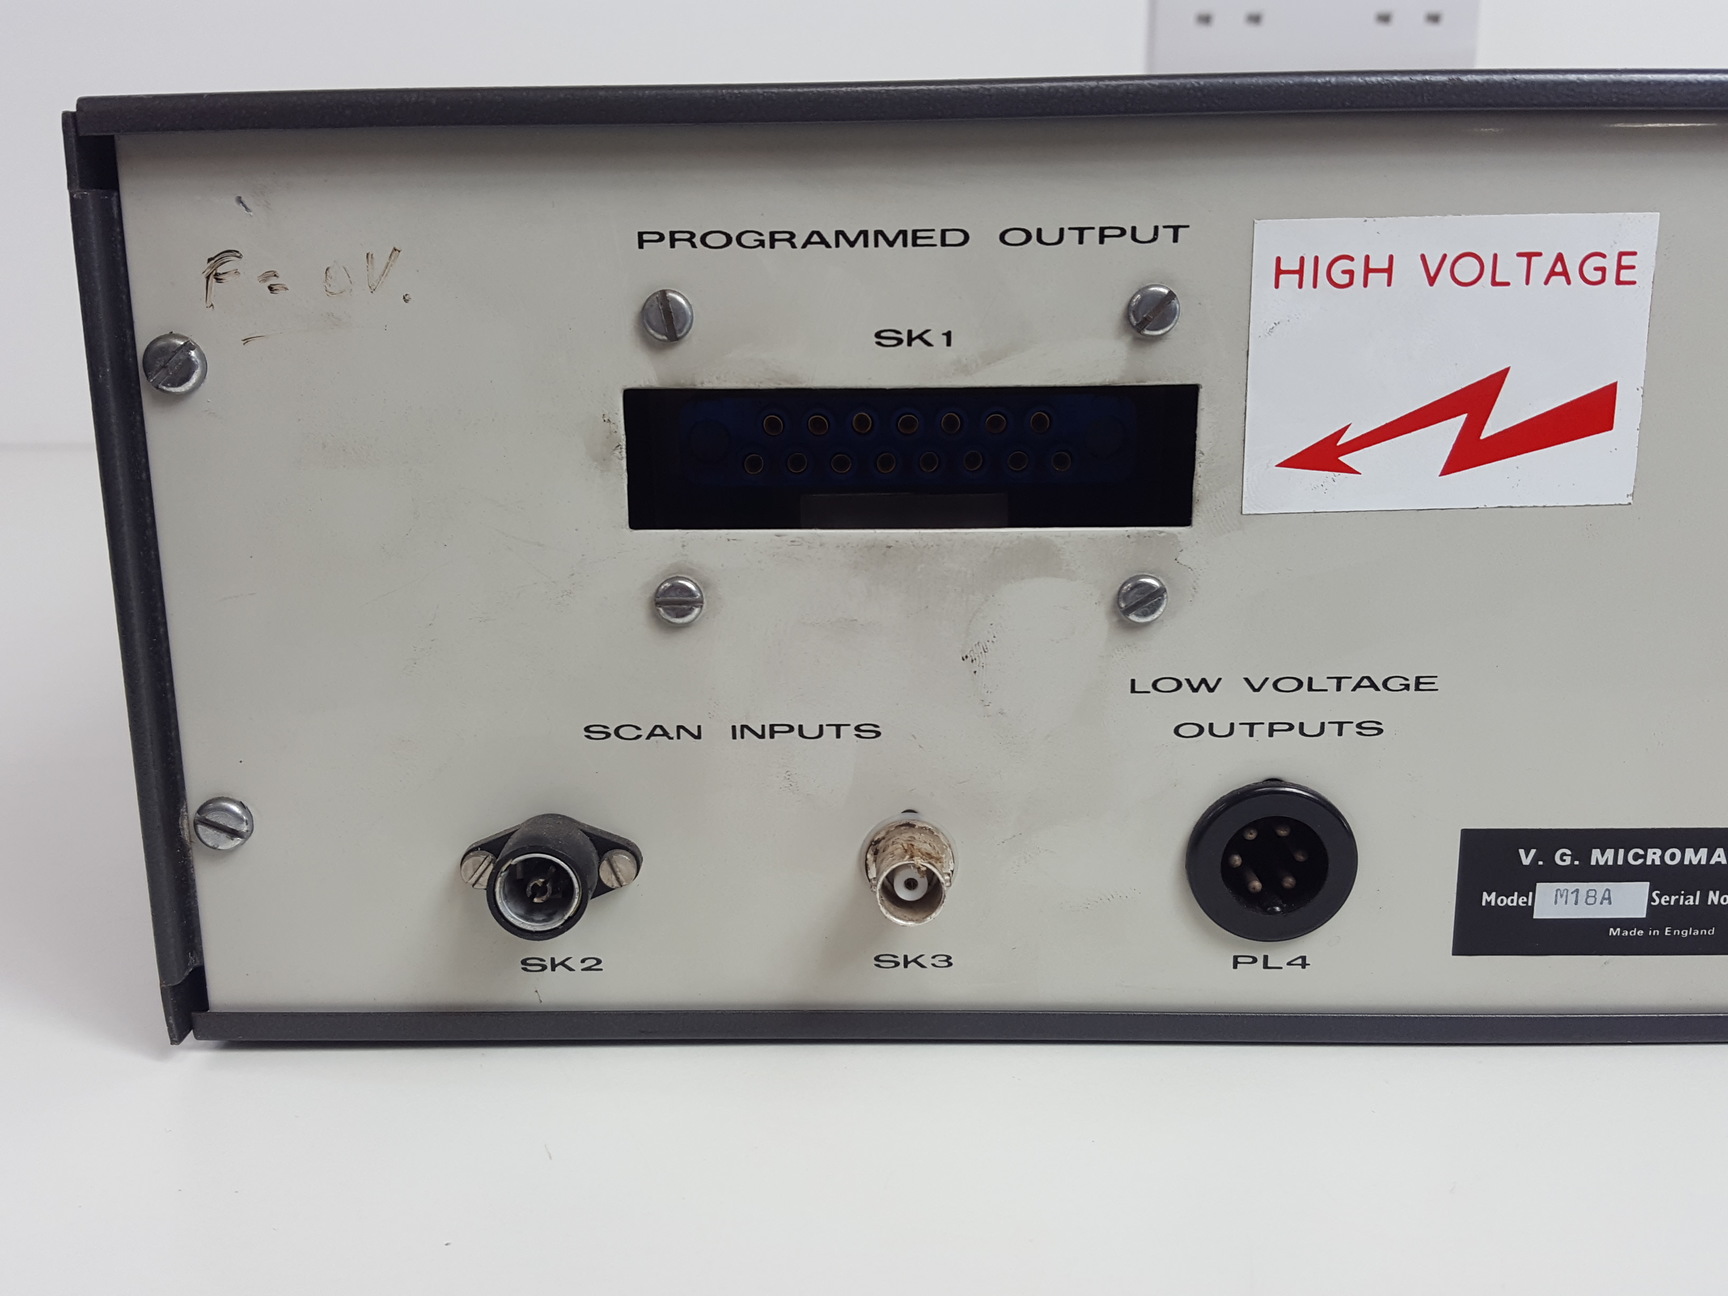 F = 0V.
PROGRAMMED OUTPUT
SK1
HIGH VOLTAGE
LOW VOLTAGE
OUTPUTS
SCAN INPUTS
SK2
SK3
PL4
V. G. MICROMA
Model M18A Serial No
Made in England